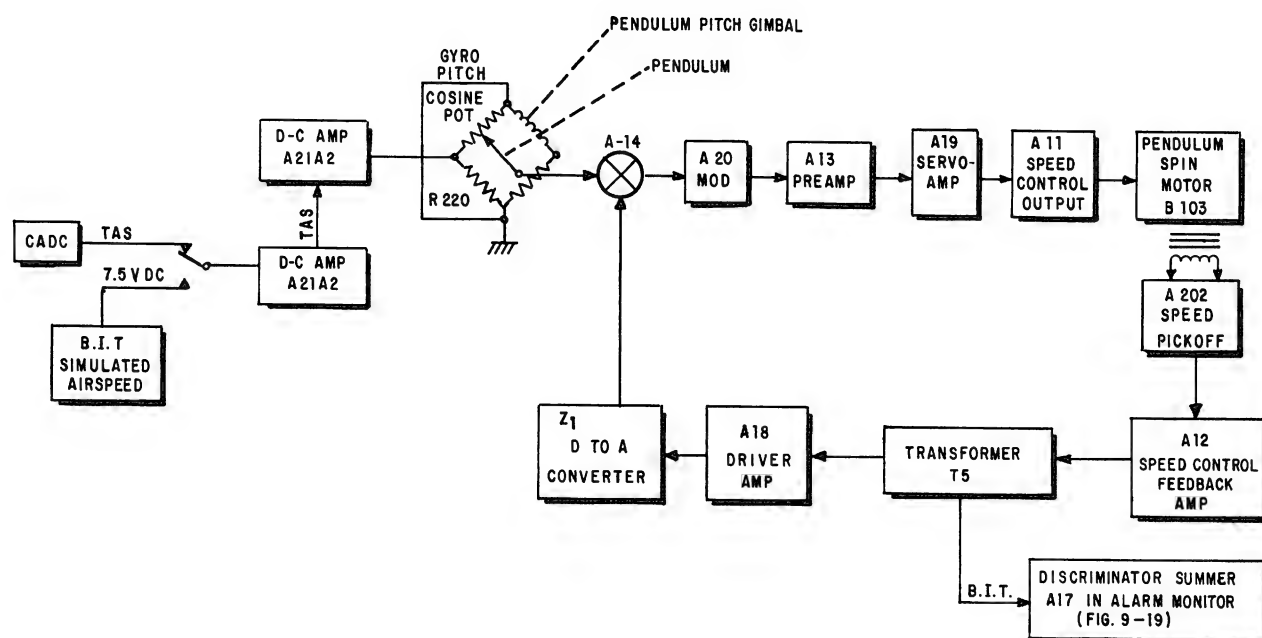 PENDULUM PITCH GIMBAL
PENDULUM
GYRO
PITCH
COSINE
POT
R 220
D-C AMP
A21A2
TAS
CADC
TAS
7.5 V DC
D-C AMP
A21A2
B.I.T
SIMULATED
AIRSPEED
A-14
A 20
MOD
A13
PREAMP
A19
SERVO-
AMP
A 11
SPEED
CONTROL
OUTPUT
PENDULUM
SPIN
MOTOR
B 103
A 202
SPEED
PICKOFF
A12
SPEED CONTROL
FEEDBACK
AMP
TRANSFORMER
T5
A18
DRIVER
AMP
Z1
D TO A
CONVERTER
B.I.T.
DISCRIMINATOR SUMMER
A17 IN ALARM MONITOR
(FIG. 9-19)